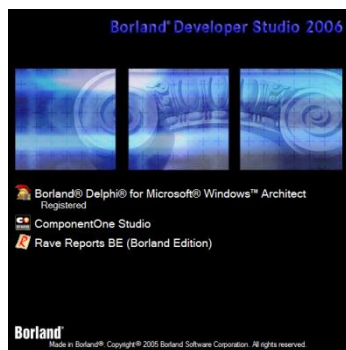 Borland® Developer Studio 2006
Borland® Delphi® for Microsoft® Windows™ Architect
Registered
ComponentOne Studio
Rave Reports BE (Borland Edition)
Borland®
Made in Borland®. Copyright® 2005 Borland Software Corporation. All rights reserved.